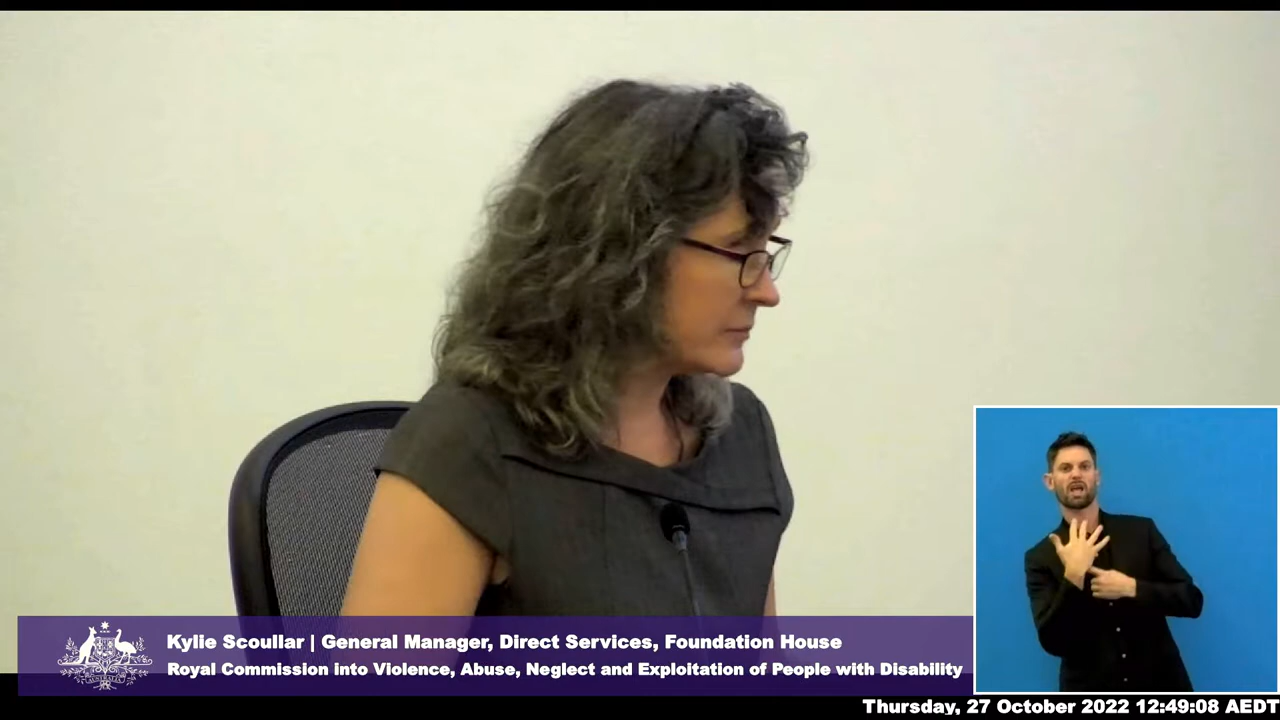 Kylie Scoullar | General Manager, Direct Services, Foundation House
Royal Commission into Violence, Abuse, Neglect and Exploitation of People with Disability
AUSTRALIA
Thursday, 27 October 2022 12:49:08 AEDT